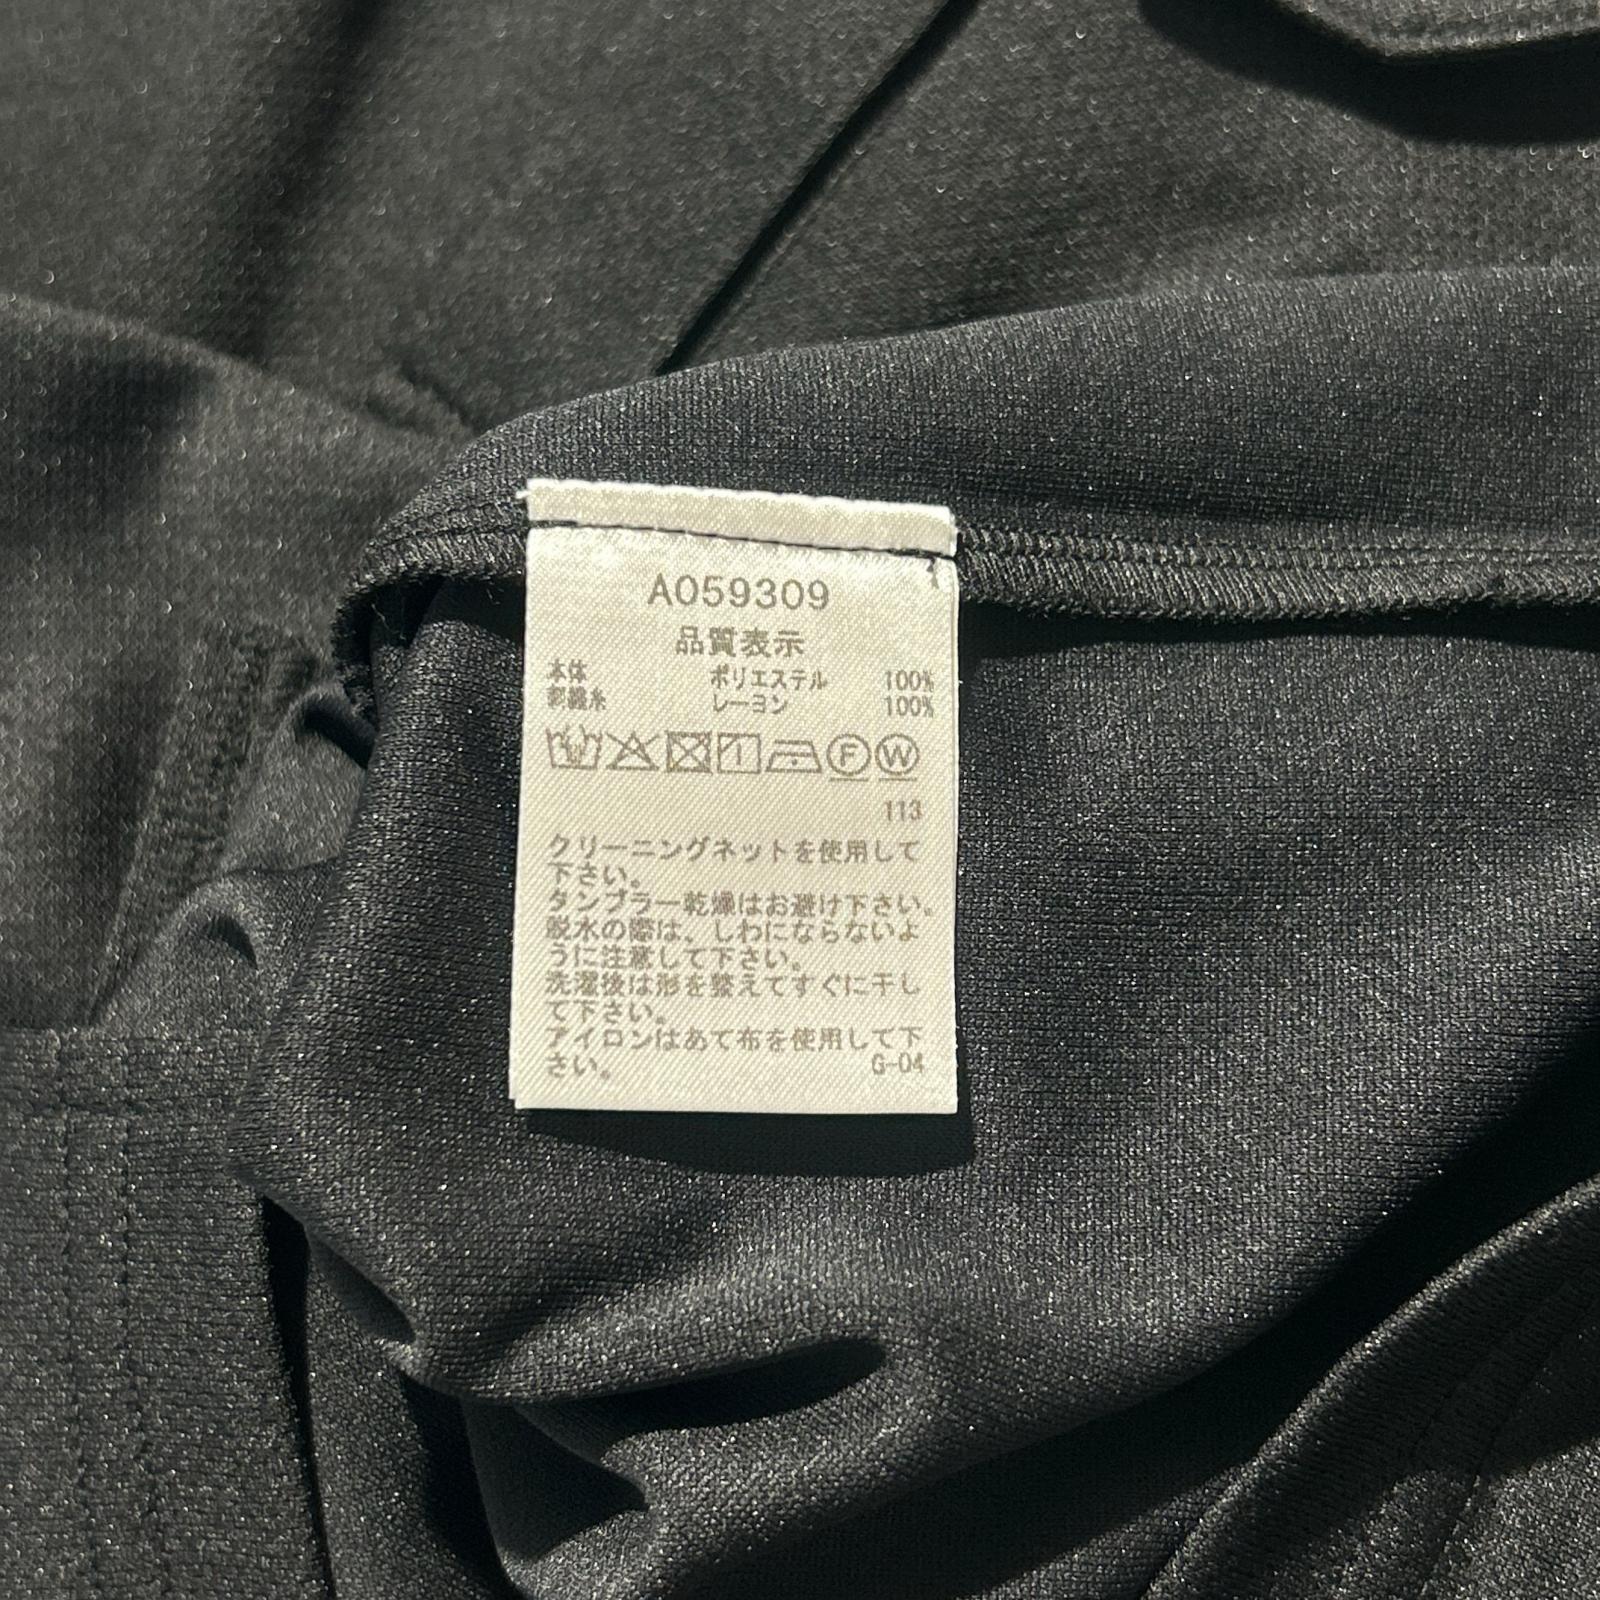 A059309
品質表示
本体 ポリエステル 100%
刺繍糸 レーヨン 100%
F W
113
クリーニングネットを使用して
下さい。
タンブラー乾燥はお避け下さい。
脱水の際は、しわにならないよ
うに注意して下さい。
洗濯後は形を整えてすぐに干し
て下さい。
アイロンはあて布を使用して下
さい。 G-04